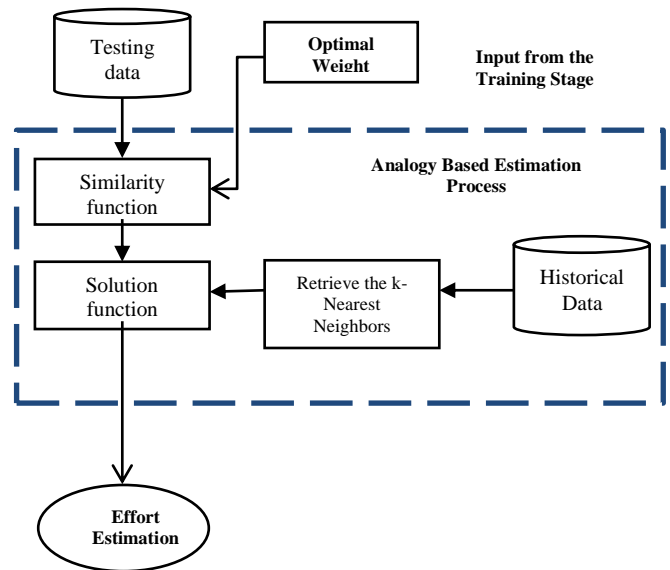 Testing
data
Optimal
Weight
Input from the
Training Stage
Analogy Based Estimation
Process
Similarity
function
Solution
function
Retrieve the k-
Nearest
Neighbors
Historical
Data
Effort
Estimation